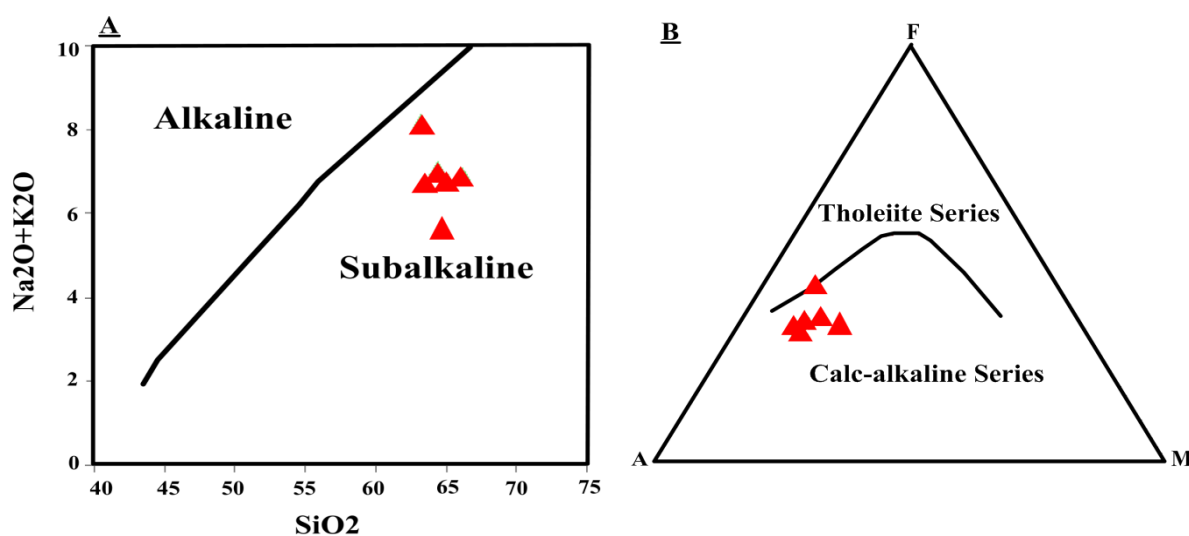 A
10
8
6
4
2
0
Na2O+K2O
Alkaline
Subalkaline
40
45
50
55
60
65
70
75
SiO2
B
F
Tholeiite Series
Calc-alkaline Series
A
M